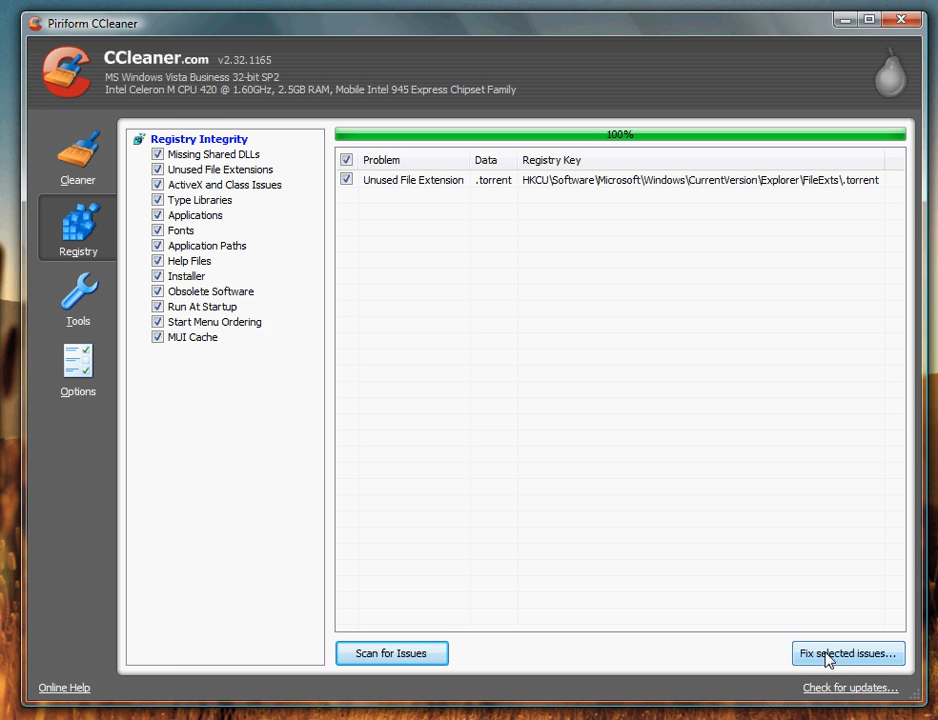 Piriform CCleaner
CCleaner.com v2.32.1165
MS Windows Vista Business 32-bit SP2
Intel Celeron M CPU 420 @ 1.60GHz, 2.5GB RAM, Mobile Intel 945 Express Chipset Family
Cleaner
Registry
Tools
Options
Registry Integrity
Missing Shared DLLs
Unused File Extensions
ActiveX and Class Issues
Type Libraries
Applications
Fonts
Application Paths
Help Files
Installer
Obsolete Software
Run At Startup
Start Menu Ordering
MUI Cache
100%
Problem Data Registry Key
Unused File Extension .torrent HKCU\Software\Microsoft\Windows\CurrentVersion\Explorer\FileExts\.torrent
Scan for Issues
Fix selected issues...
Online Help
Check for updates...